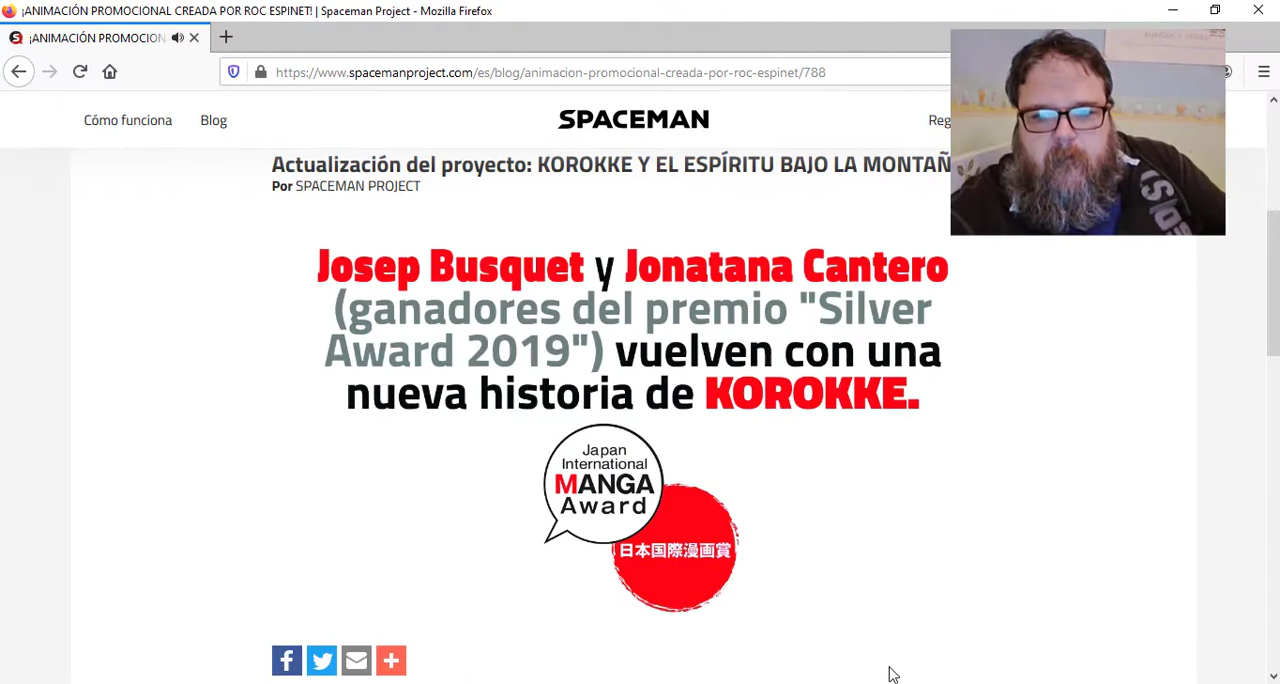 ¡ANIMACIÓN PROMOCIONAL CREADA POR ROC ESPINET! | Spaceman Project - Mozilla Firefox
¡ANIMACIÓN PROMOCION
https://www.spacemanproject.com/es/blog/animacion-promocional-creada-por-roc-espinet/788
Cómo funciona Blog SPACEMAN Reg
Actualización del proyecto: KOROKKE Y EL ESPÍRITU BAJO LA MONTAÑ
Por SPACEMAN PROJECT
Josep Busquet y Jonatana Cantero
(ganadores del premio "Silver
Award 2019") vuelven con una
nueva historia de KOROKKE.
Japan
International
MANGA
Award
日本国際漫画賞